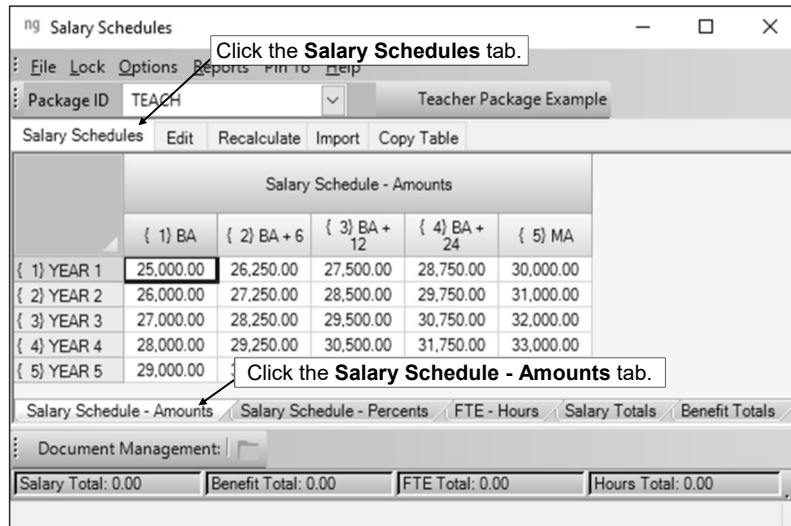 ng Salary Schedules
Click the Salary Schedules tab.
File Lock Options Reports Pin To Help
Package ID TEACH Teacher Package Example
Salary Schedules Edit Recalculate Import Copy Table
Salary Schedule - Amounts
{ 1} BA { 2} BA + 6 { 3} BA + 12 { 4} BA + 24 { 5} MA
{ 1} YEAR 1 25,000.00 26,250.00 27,500.00 28,750.00 30,000.00
{ 2} YEAR 2 26,000.00 27,250.00 28,500.00 29,750.00 31,000.00
{ 3} YEAR 3 27,000.00 28,250.00 29,500.00 30,750.00 32,000.00
{ 4} YEAR 4 28,000.00 29,250.00 30,500.00 31,750.00 33,000.00
{ 5} YEAR 5 29,000.00
Click the Salary Schedule - Amounts tab.
Salary Schedule - Amounts Salary Schedule - Percents FTE - Hours Salary Totals Benefit Totals
Document Management:
Salary Total: 0.00 Benefit Total: 0.00 FTE Total: 0.00 Hours Total: 0.00